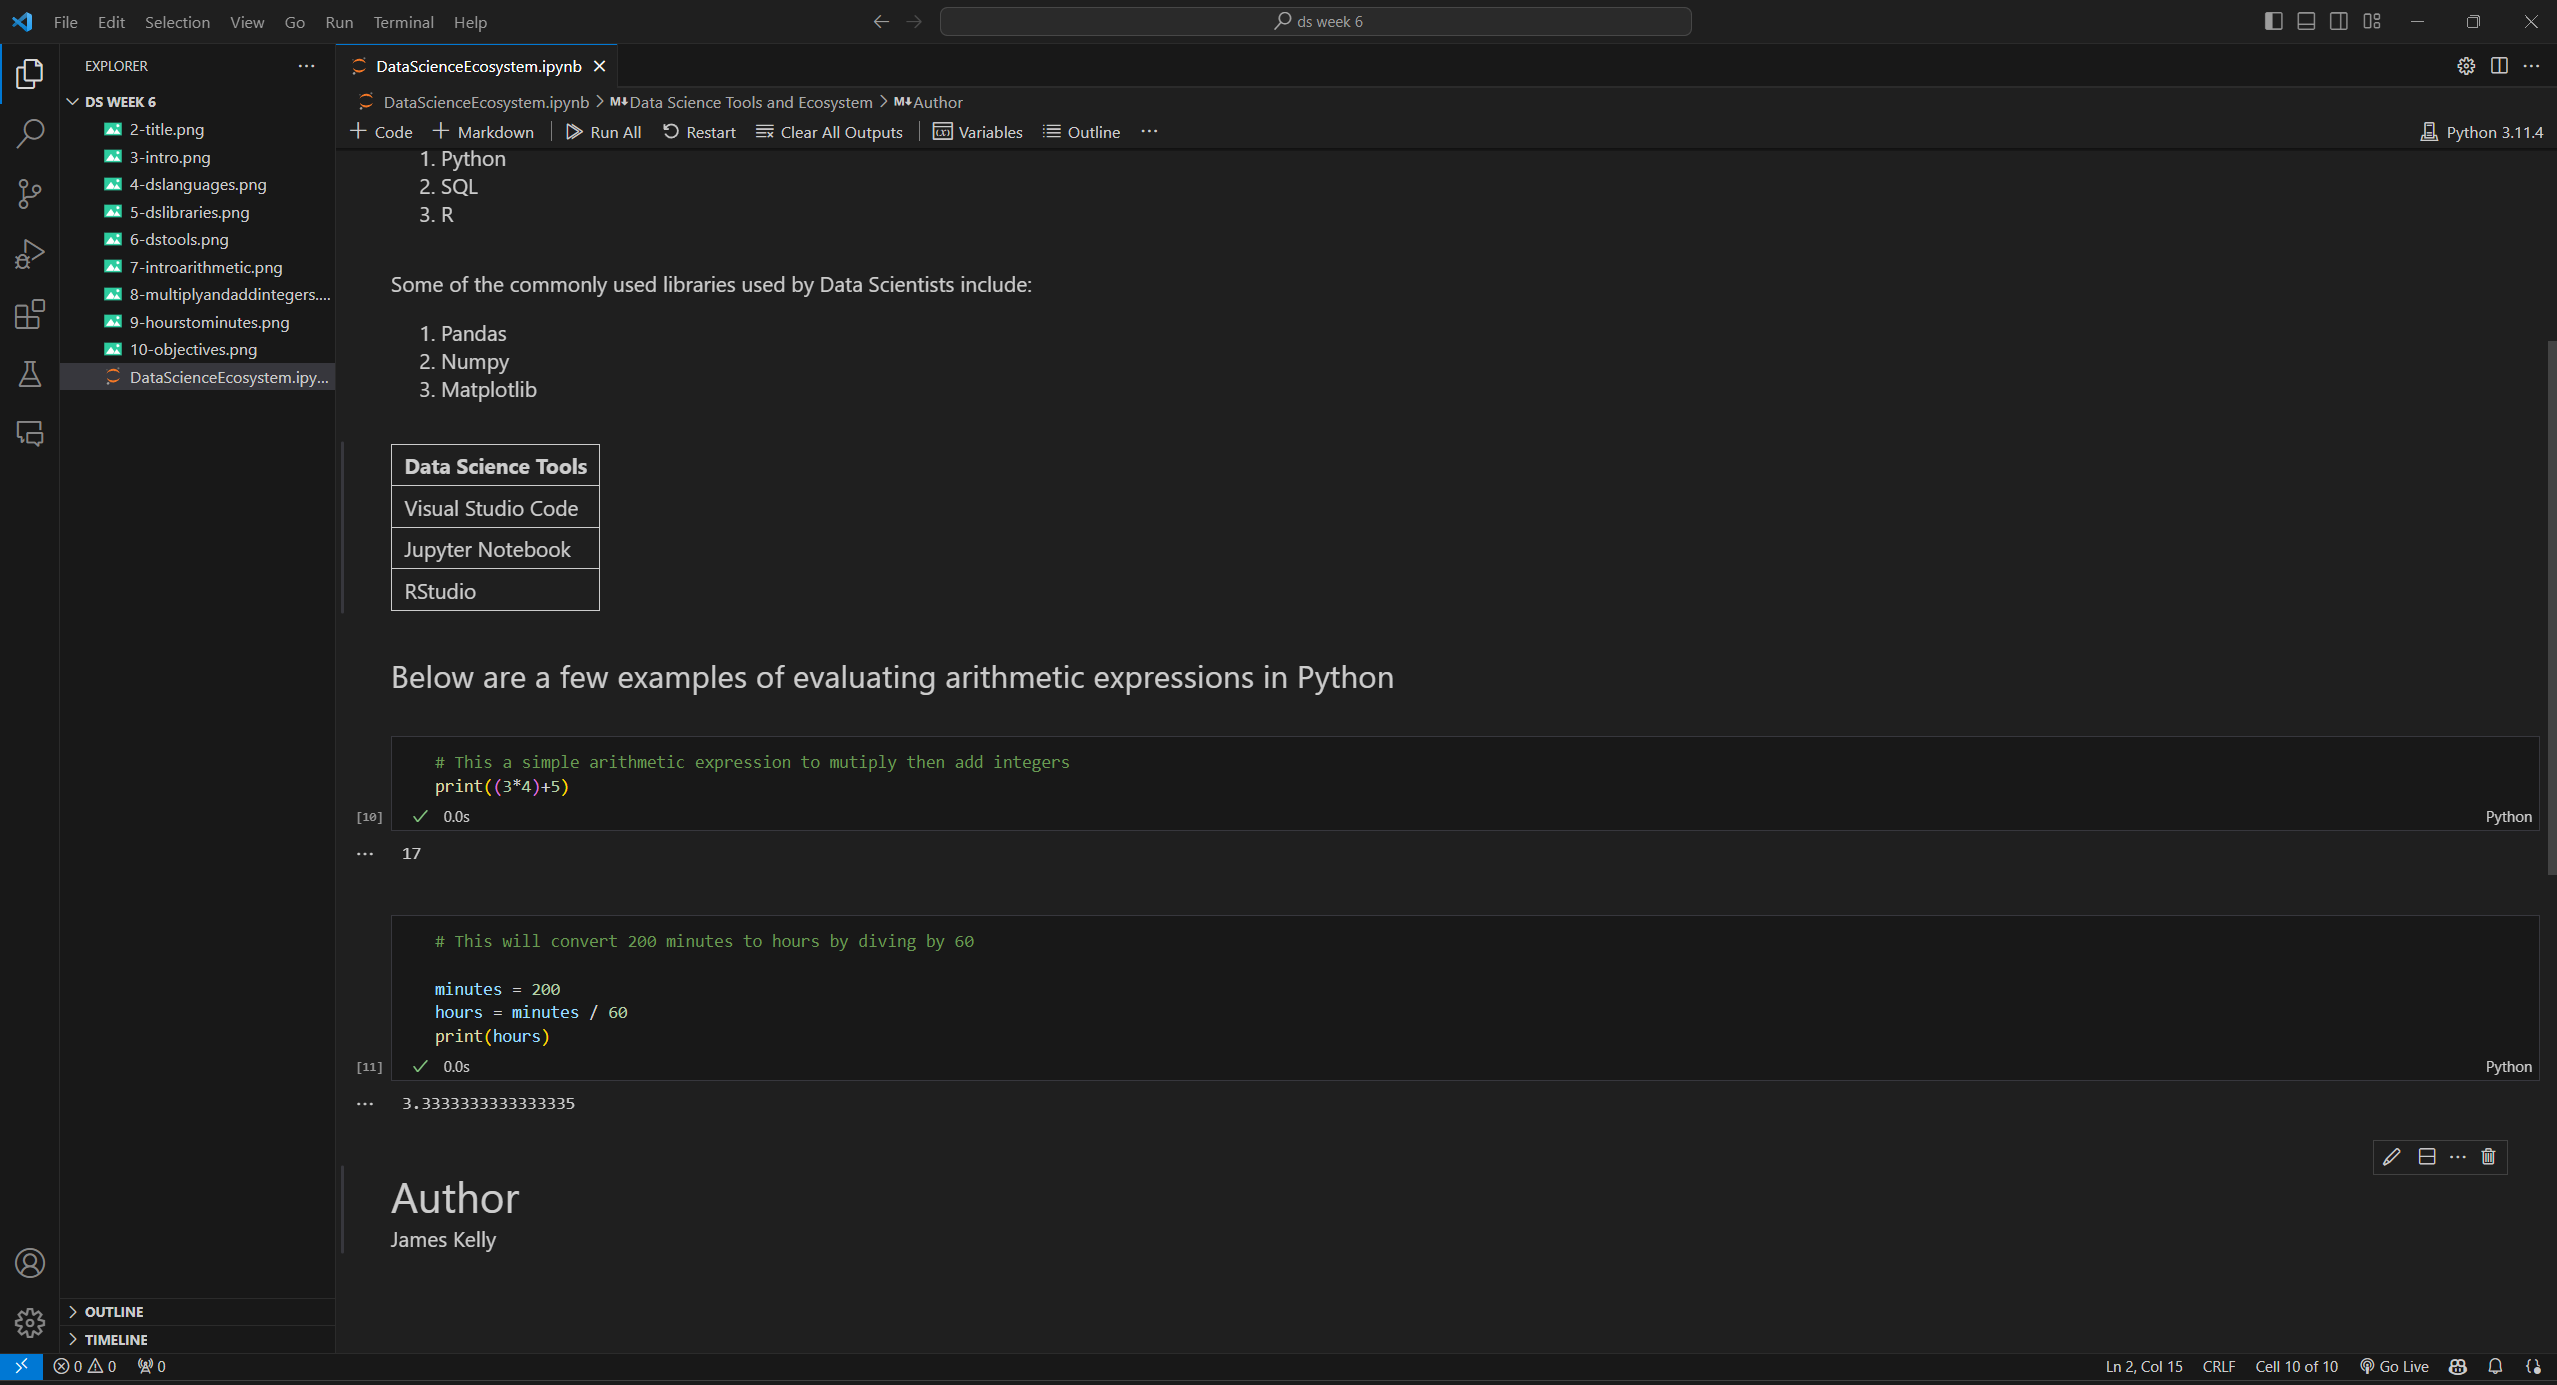 File Edit Selection View Go Run Terminal Help
ds week 6
EXPLORER
DS WEEK 6
2-title.png
3-intro.png
4-dslanguages.png
5-dslibraries.png
6-dstools.png
7-introarithmetic.png
8-multiplyandaddintegers....
9-hourstominutes.png
10-objectives.png
DataScienceEcosystem.ipy...
OUTLINE
TIMELINE
DataScienceEcosystem.ipynb
DataScienceEcosystem.ipynb > M↓Data Science Tools and Ecosystem > M↓Author
Code Markdown Run All Restart Clear All Outputs Variables Outline ... Python 3.11.4
1. Python
2. SQL
3. R
Some of the commonly used libraries used by Data Scientists include:
1. Pandas
2. Numpy
3. Matplotlib
Data Science Tools
Visual Studio Code
Jupyter Notebook
RStudio
Below are a few examples of evaluating arithmetic expressions in Python
# This a simple arithmetic expression to mutiply then add integers
print((3*4)+5)
[10] 0.0s Python
17
# This will convert 200 minutes to hours by diving by 60
minutes = 200
hours = minutes / 60
print(hours)
[11] 0.0s Python
3.3333333333333335
Author
James Kelly
0 0 0 Ln 2, Col 15 CRLF Cell 10 of 10 Go Live